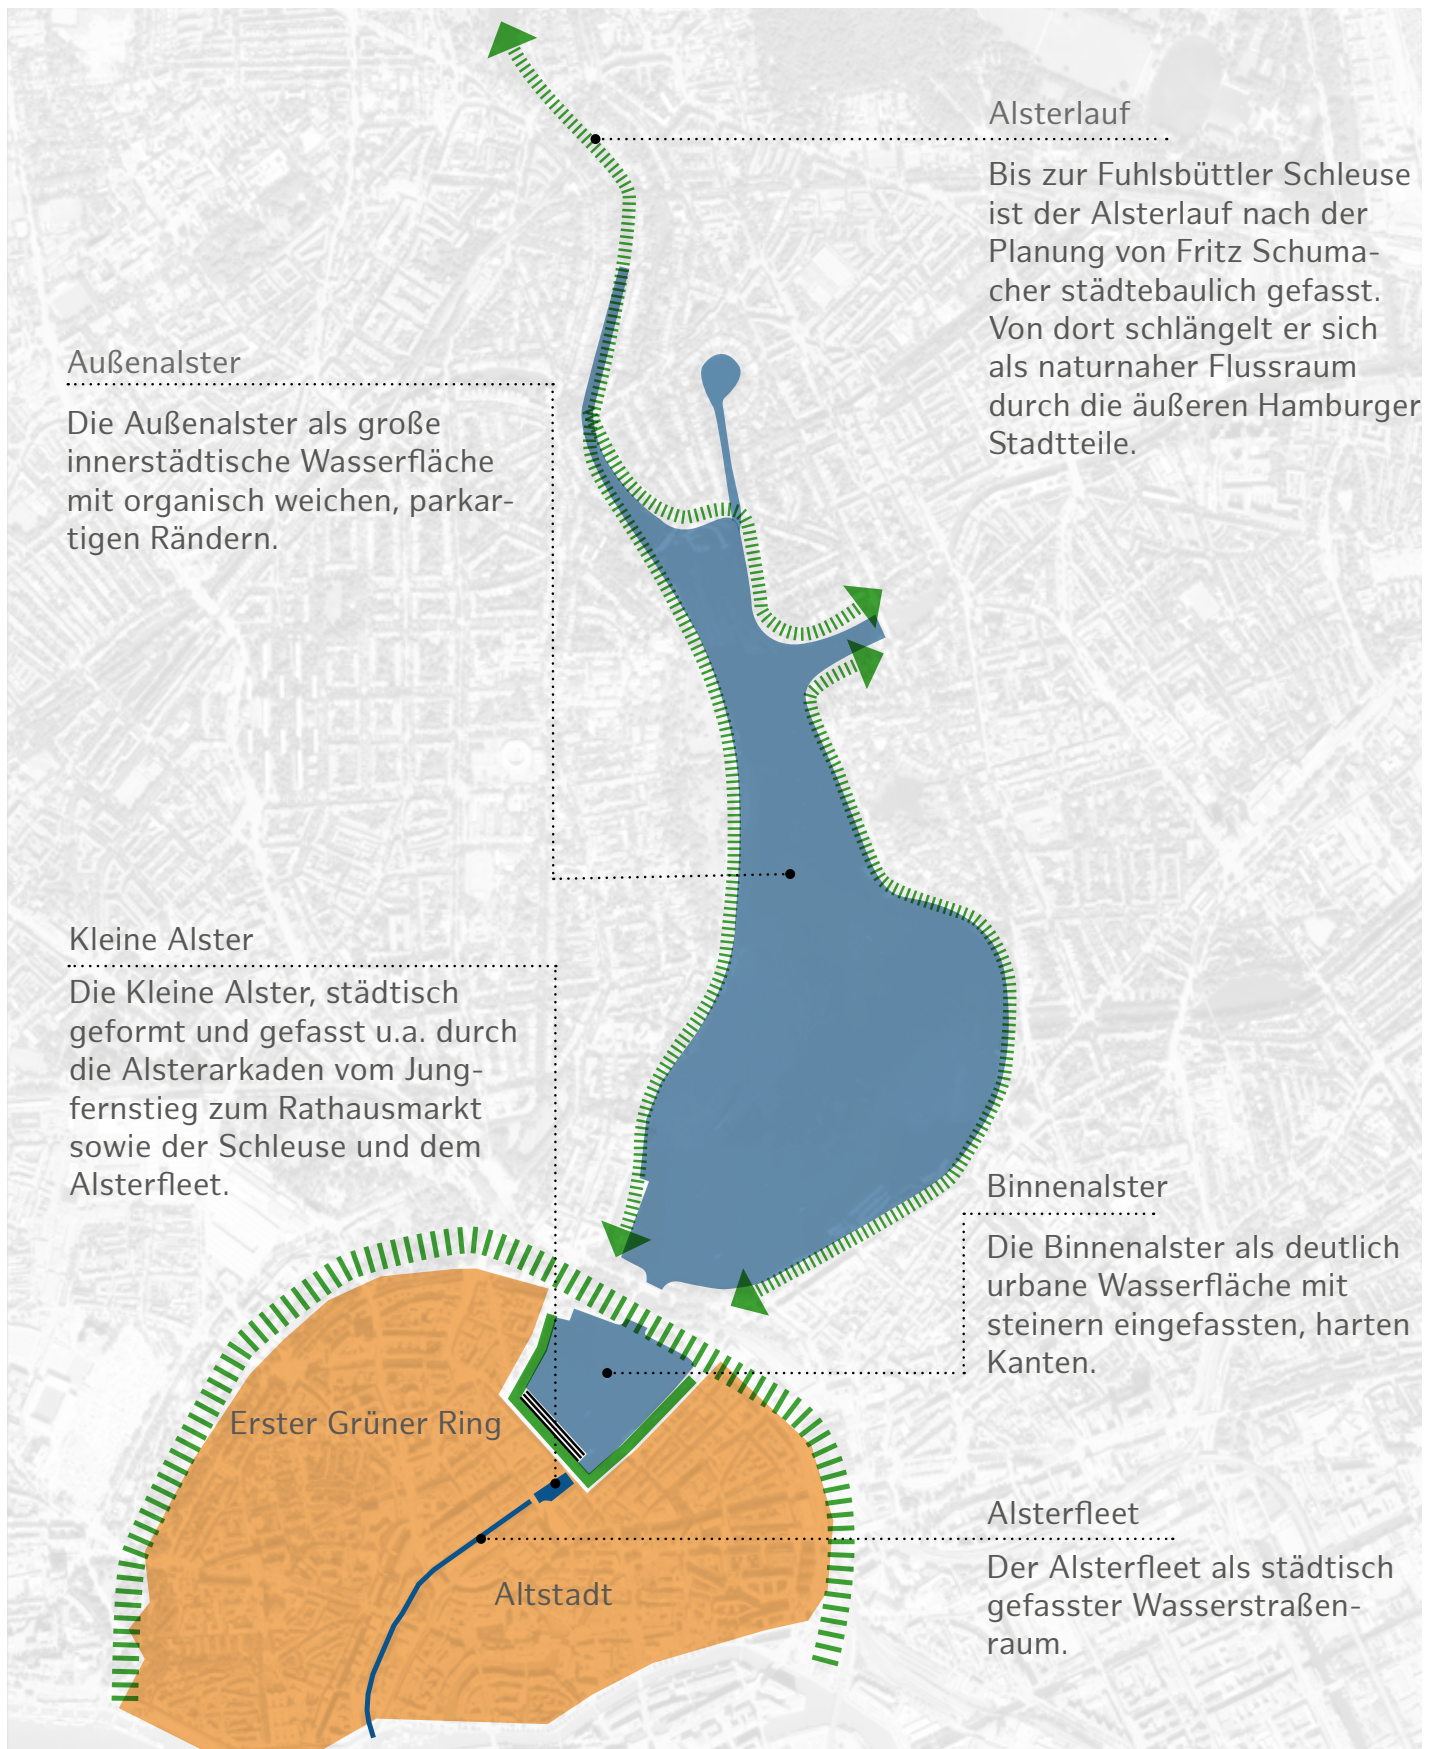 Alsterlauf
Bis zur Fuhlsbüttler Schleuse
ist der Alsterlauf nach der
Planung von Fritz Schuma-
cher städtebaulich gefasst.
Von dort schlängelt er sich
als naturnaher Flussraum
durch die äußeren Hamburger
Stadtteile.
Außenalster
Die Außenalster als große
innerstädtische Wasserfläche
mit organisch weichen, parkar-
tigen Rändern.
Kleine Alster
Die Kleine Alster, städtisch
geformt und gefasst u.a. durch
die Alsterarkaden vom Jung-
fernstieg zum Rathausmarkt
sowie der Schleuse und dem
Alsterfleet.
Binnenalster
Die Binnenalster als deutlich
urbane Wasserfläche mit
steinern eingefassten, harten
Kanten.
Erster Grüner Ring
Altstadt
Alsterfleet
Der Alsterfleet als städtisch
gefasster Wasserstraßen-
raum.